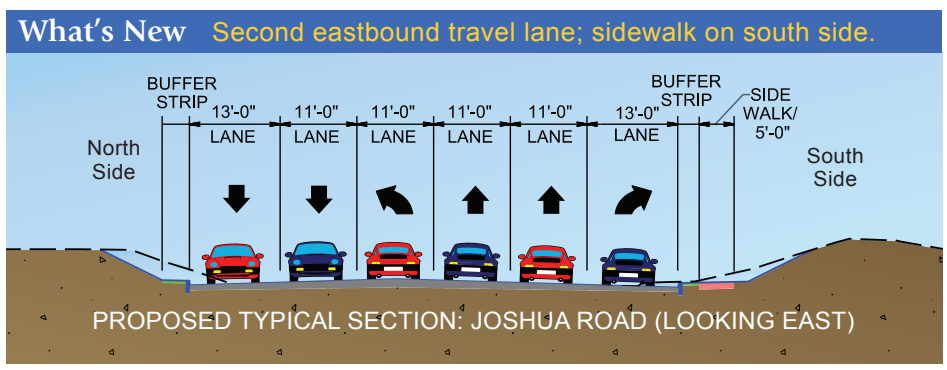 What's New Second eastbound travel lane; sidewalk on south side.
BUFFER
STRIP
13'-0"
LANE
11'-0"
LANE
11'-0"
LANE
11'-0"
LANE
11'-0"
LANE
13'-0"
LANE
BUFFER
STRIP
SIDE
WALK/
5'-0"
North
Side
South
Side
PROPOSED TYPICAL SECTION: JOSHUA ROAD (LOOKING EAST)